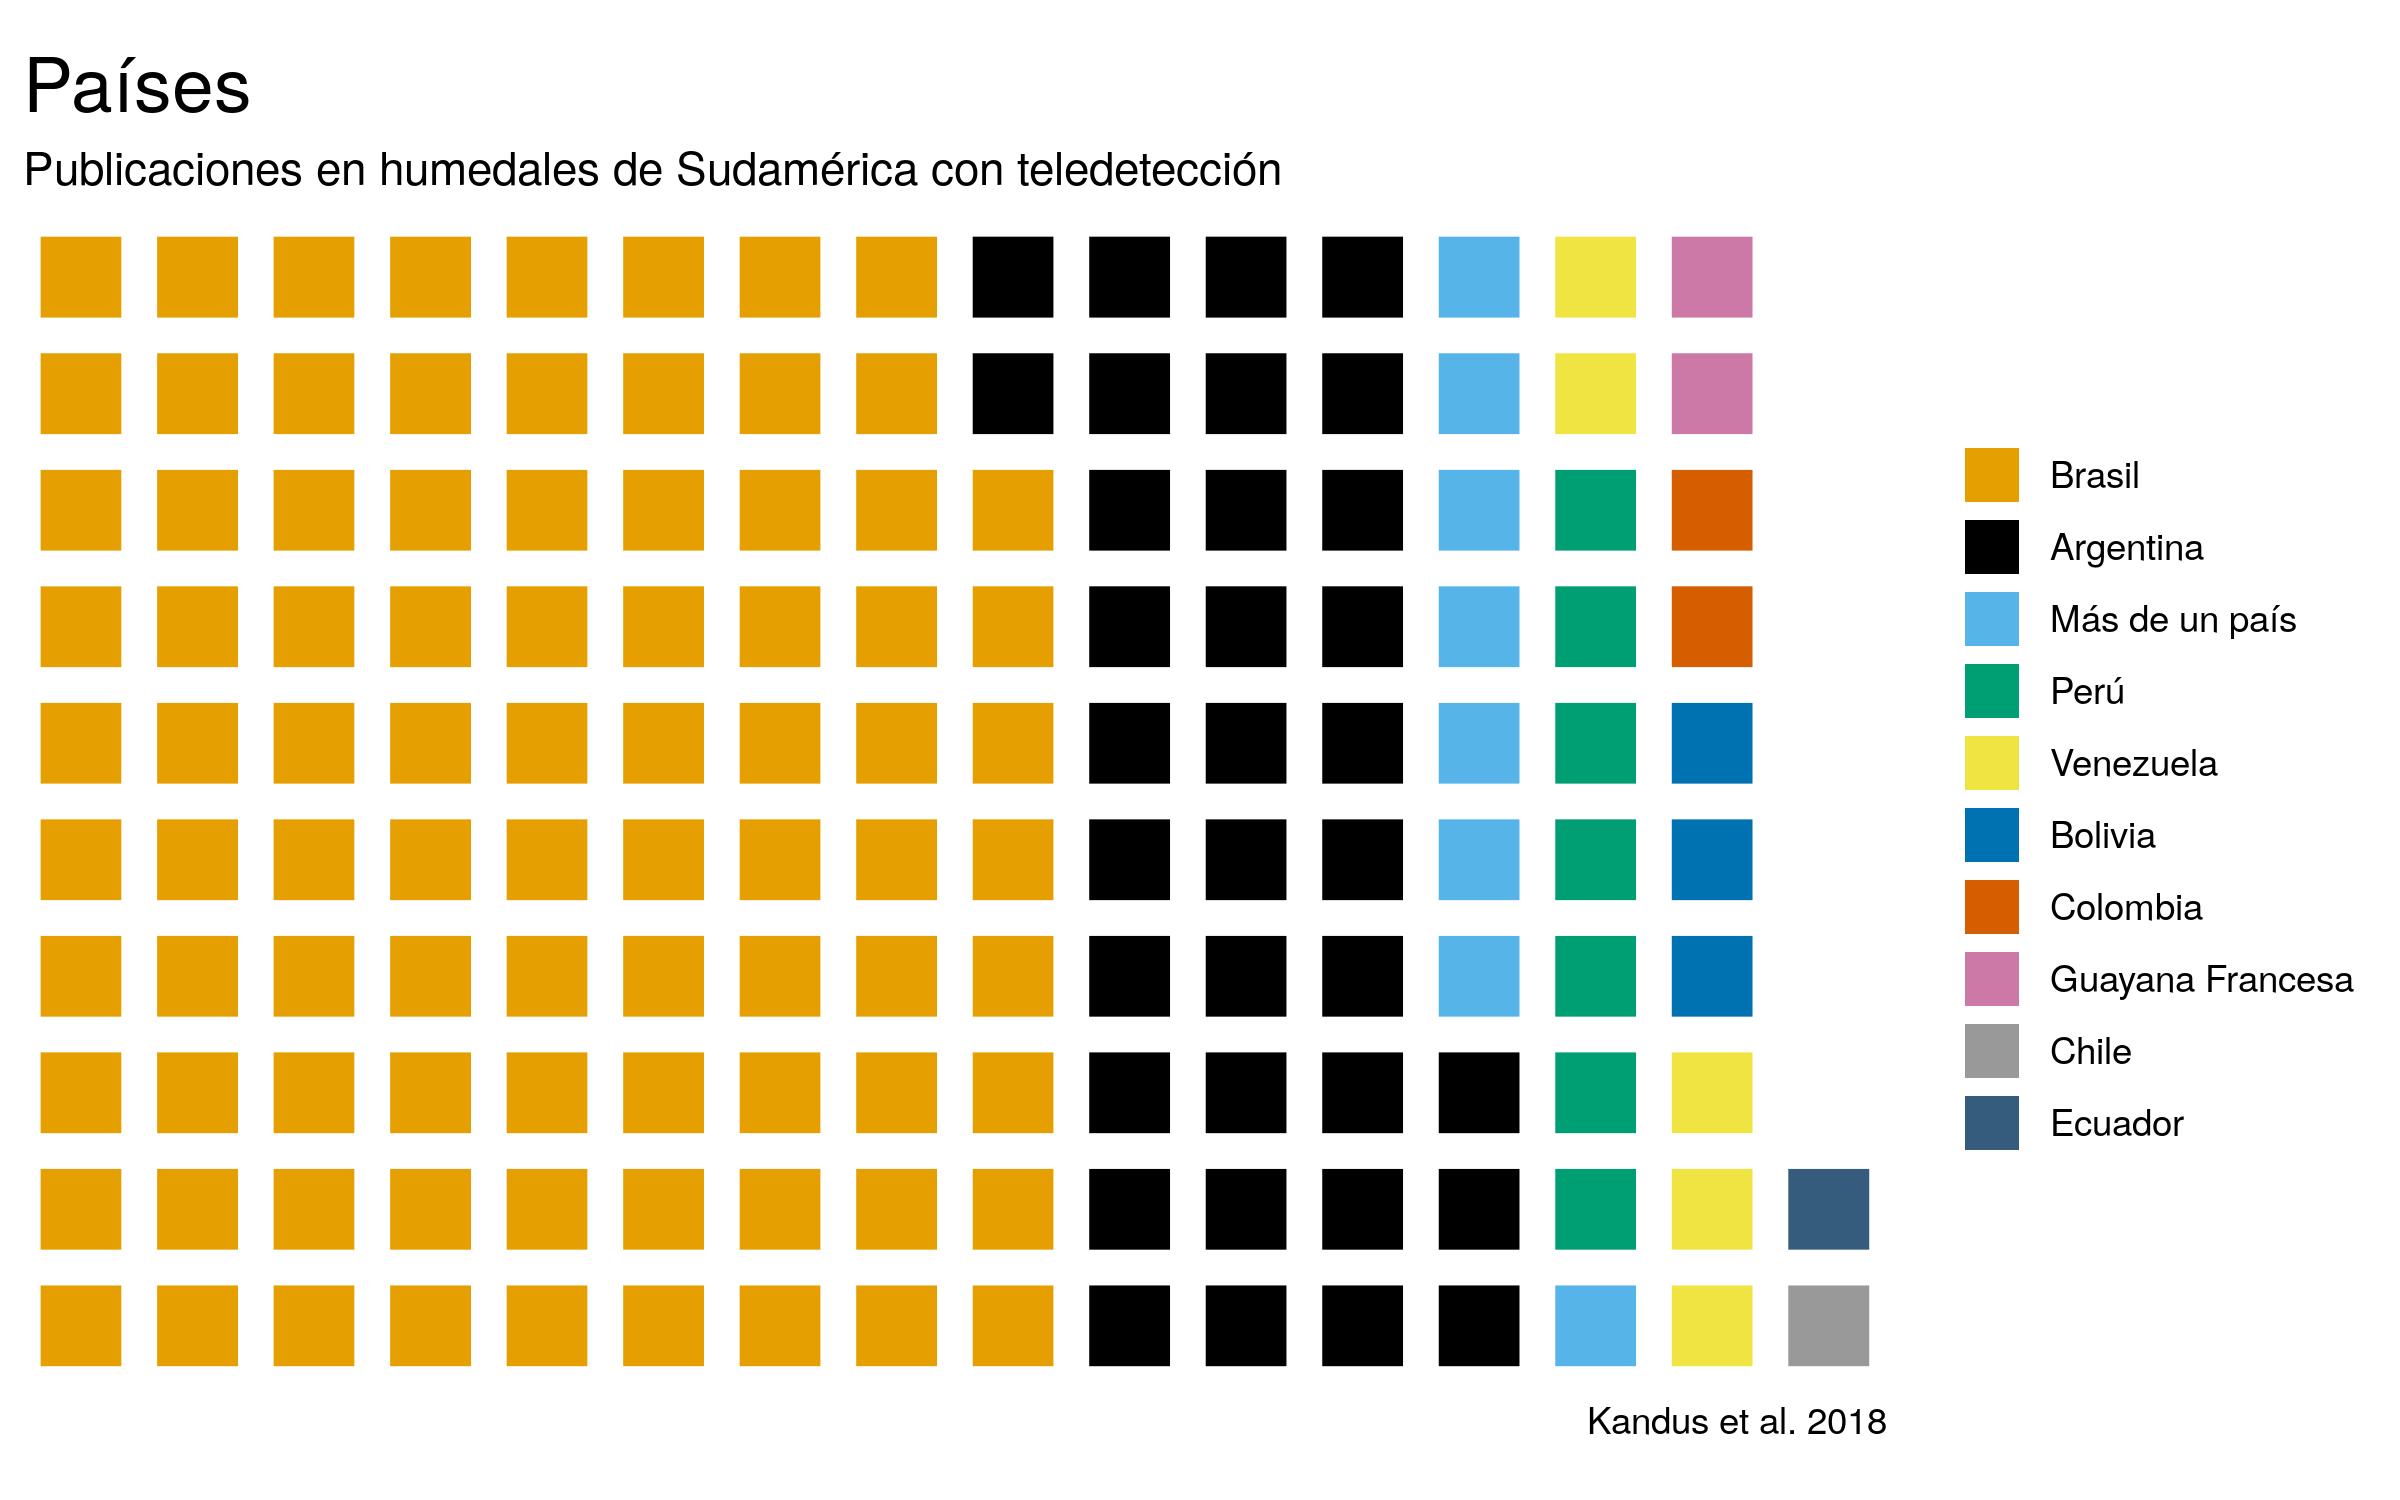 Países
Publicaciones en humedales de Sudamérica con teledetección
Brasil
Argentina
Más de un país
Perú
Venezuela
Bolivia
Colombia
Guayana Francesa
Chile
Ecuador
Kandus et al. 2018